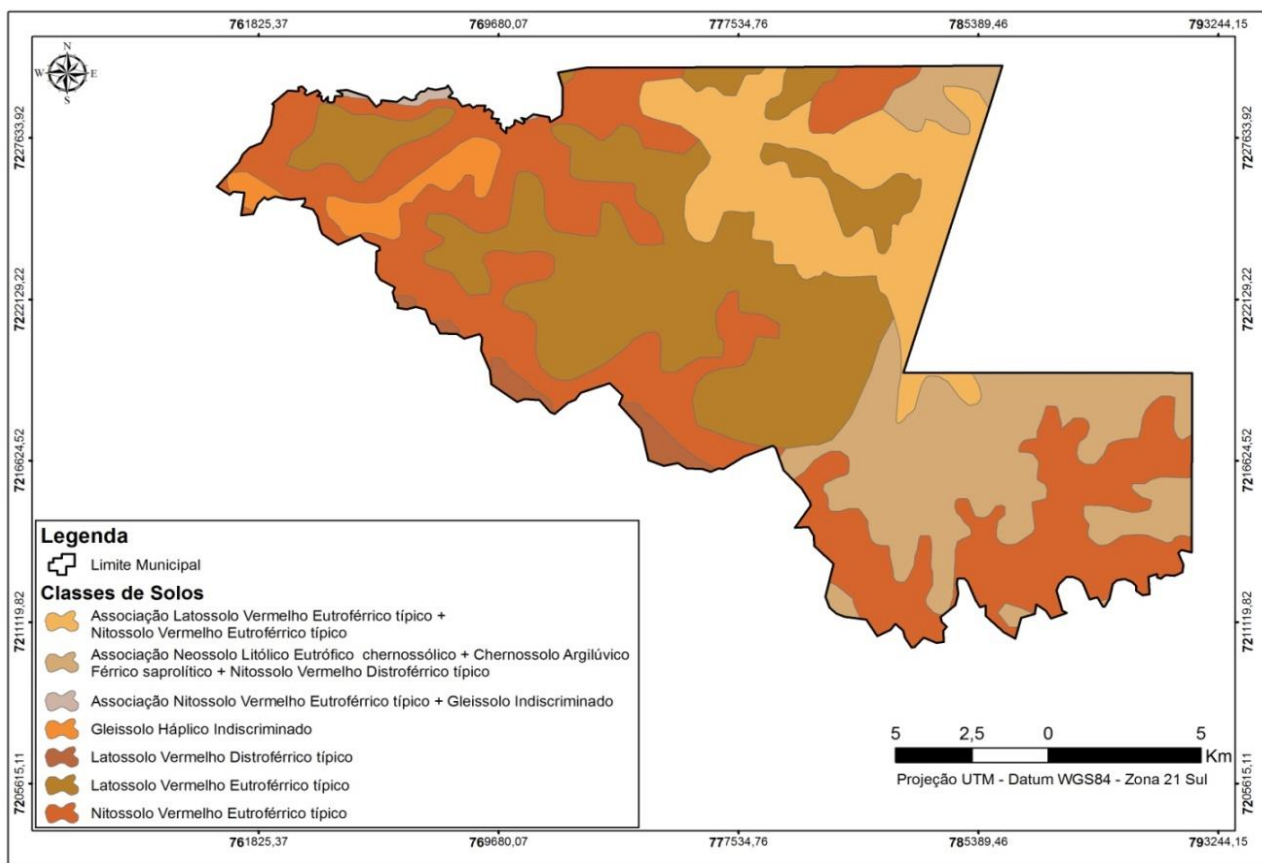 761825,37
769680,07
777534,76
785389,46
793244,15
N
W
E
S
7227633,92
7227633,92
7222129,22
7222129,22
7216624,52
7216624,52
7211119,82
7211119,82
7205615,11
7205615,11
Legenda
Limite Municipal
Classes de Solos
Associação Latossolo Vermelho Eutroférrico típico +
Nitossolo Vermelho Eutroférrico típico
Associação Neossolo Litólico Eutrófico chernossólico + Chernossolo Argilúvico
Férrico saprolítico + Nitossolo Vermelho Distroférrico típico
Associação Nitossolo Vermelho Eutroférrico típico + Gleissolo Indiscriminado
Gleissolo Háplico Indiscriminado
Latossolo Vermelho Distroférrico típico
Latossolo Vermelho Eutroférrico típico
Nitossolo Vermelho Eutroférrico típico
5 2,5 0 5
Km
Projeção UTM - Datum WGS84 - Zona 21 Sul
761825,37
769680,07
777534,76
785389,46
793244,15